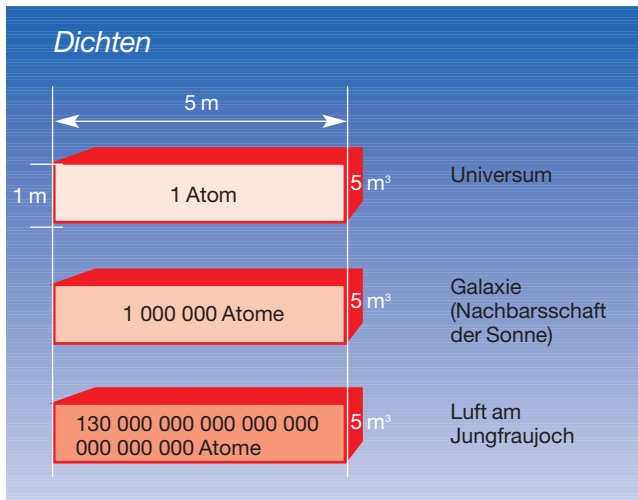 Dichten
5 m
1 m
1 Atom
5 m³
Universum
1 000 000 Atome
5 m³
Galaxie
(Nachbarsschaft
der Sonne)
130 000 000 000 000 000
000 000 000 Atome
5 m³
Luft am
Jungfraujoch